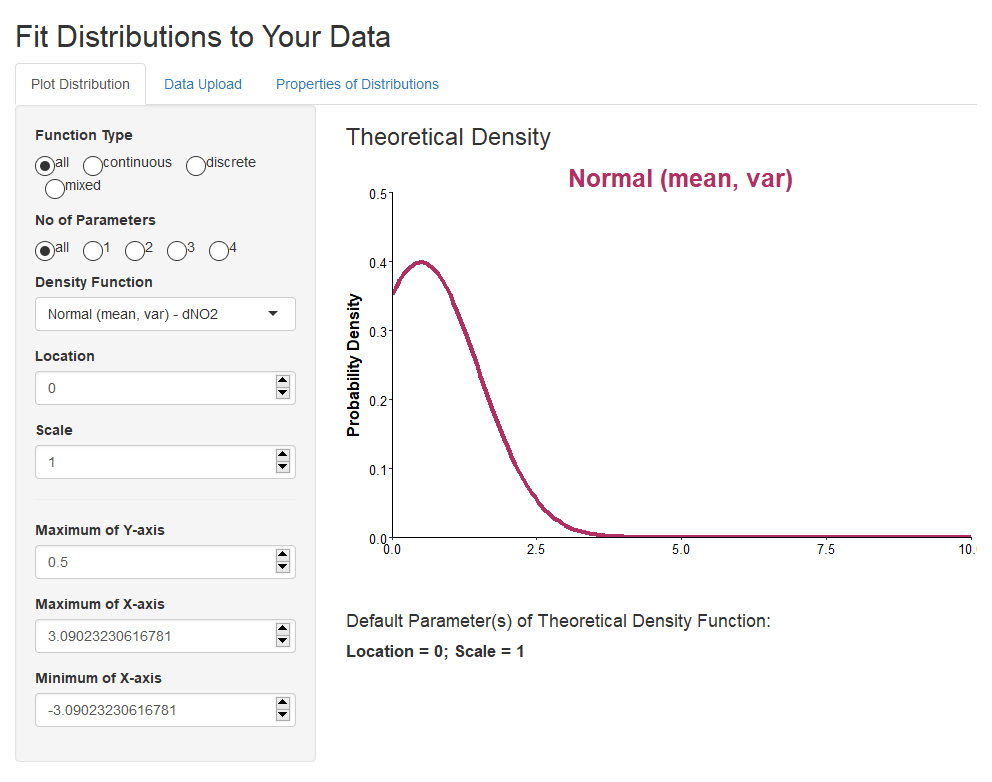 Fit Distributions to Your Data
Plot Distribution Data Upload Properties of Distributions
Function Type
all continuous discrete
mixed
No of Parameters
all 1 2 3 4
Density Function
Normal (mean, var) - dNO2
Location
0
Scale
1
Maximum of Y-axis
0.5
Maximum of X-axis
3.09023230616781
Minimum of X-axis
-3.09023230616781
Theoretical Density
Normal (mean, var)
Probability Density
0.5
0.4
0.3
0.2
0.1
0.0
0.0 2.5 5.0 7.5 10.
Default Parameter(s) of Theoretical Density Function:
Location = 0; Scale = 1